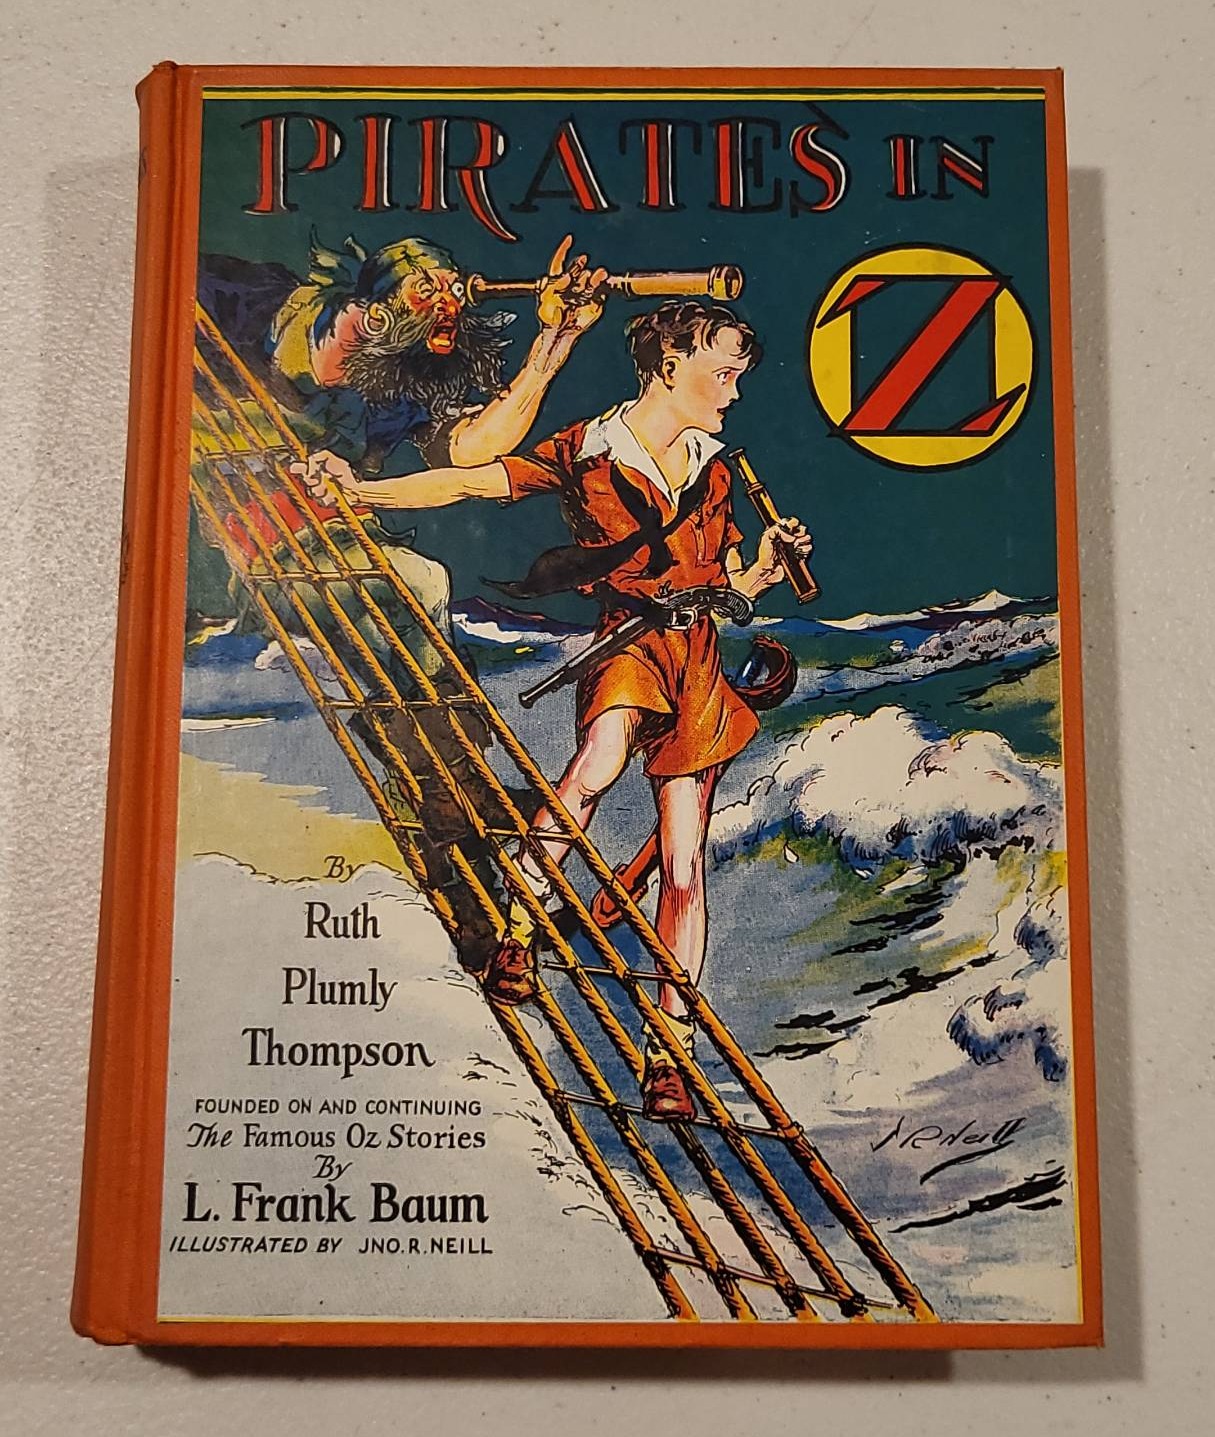 PIRATES IN
OZ
By
Ruth
Plumly
Thompson
FOUNDED ON AND CONTINUING
The Famous Oz Stories
By
L. Frank Baum
ILLUSTRATED BY JNO. R. NEILL
J R Neill